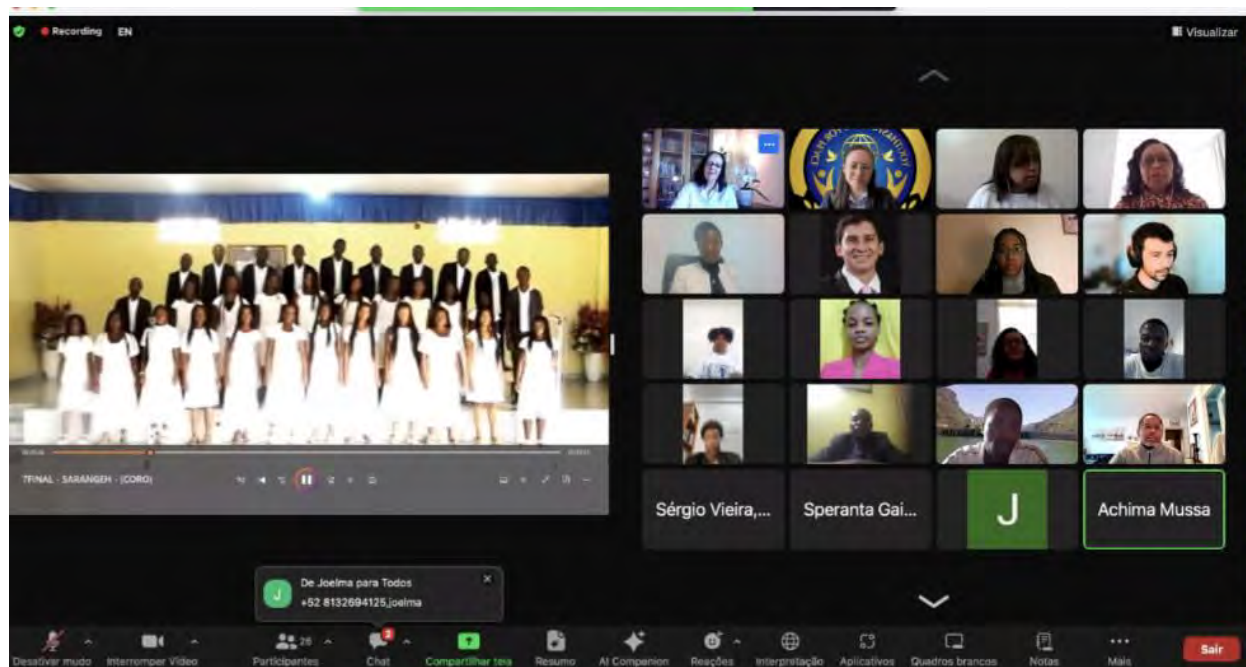 Recording EN
Visualizar
7FINAL - SARANGEH - (CORO)
Sérgio Vieira,...
Speranta Gai...
J
Achima Mussa
J
De Joelma para Todos
+52 8132694125,joelma
26
3
Desativar mudo
Interromper Vídeo
Participantes
Chat
Compartilhar tela
Resumo
AI Companion
Reações
Interpretação
Aplicativos
Quadros brancos
Notas
Mais
Sair